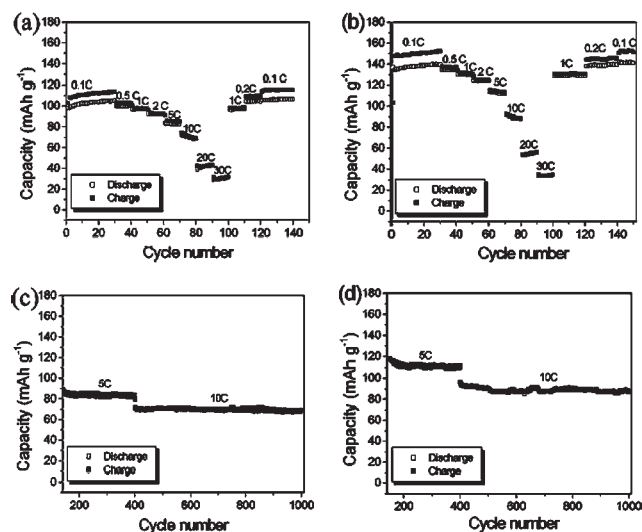 (a)
Capacity (mAh g⁻¹)
180
160
140
120
100
80
60
40
20
0
0.1C
0.5 C
1C
2 C
5C
10C
20C
30C
1C
0.2C
0.1 C
Discharge
Charge
0 20 40 60 80 100 120 140
Cycle number
(b)
Capacity (mAh g⁻¹)
180
160
140
120
100
80
60
40
20
0
0.1C
0.5C
1C
2 C
5C
10C
20C
30C
1C
0.2C
0.1 C
Discharge
Charge
0 20 40 60 80 100 120 140
Cycle number
(c)
Capacity (mAh g⁻¹)
180
160
140
120
100
80
60
40
20
0
5C
10C
Discharge
Charge
200 400 600 800 1000
Cycle number
(d)
Capacity (mAh g⁻¹)
180
160
140
120
100
80
60
40
20
0
5C
10C
Discharge
Charge
200 400 600 800 1000
Cycle number